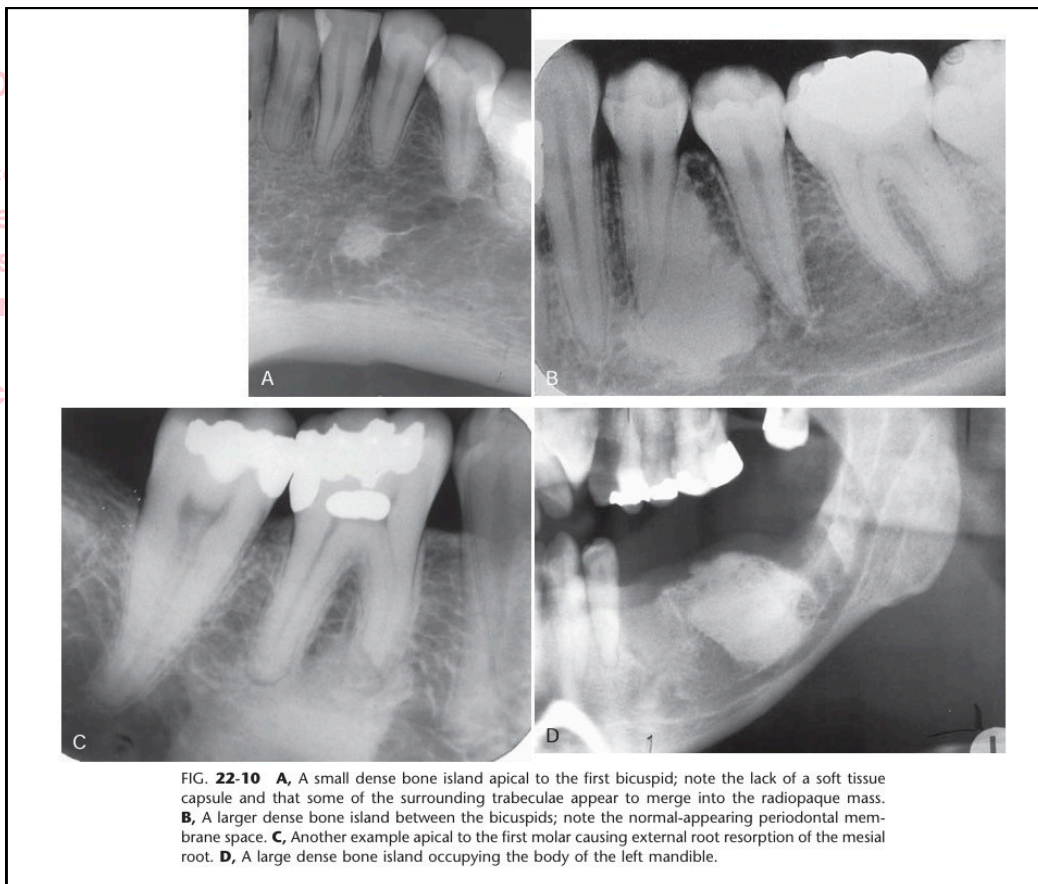 A
B
C
D
FIG. 22-10 A, A small dense bone island apical to the first bicuspid; note the lack of a soft tissue
capsule and that some of the surrounding trabeculae appear to merge into the radiopaque mass.
B, A larger dense bone island between the bicuspids; note the normal-appearing periodontal mem-
brane space. C, Another example apical to the first molar causing external root resorption of the mesial
root. D, A large dense bone island occupying the body of the left mandible.